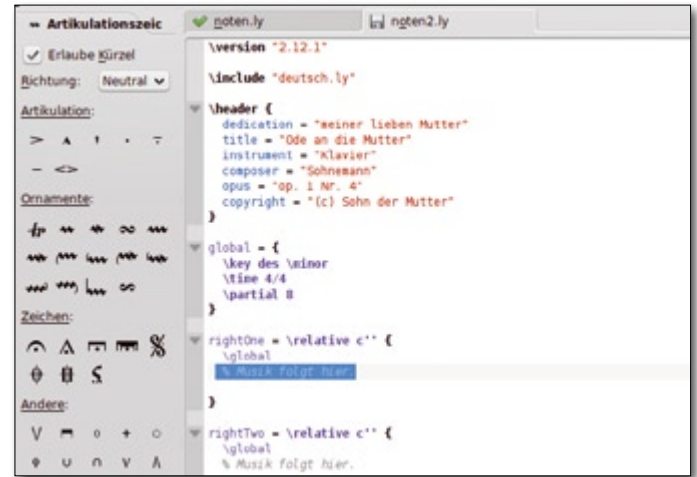 Artikulationszeic
Erlaube Kürzel
Richtung: Neutral
Artikulation:
Ornamente:
Zeichen:
Andere:
noten.ly
noten2.ly
\version "2.12.1"
\include "deutsch.ly"
\header {
dedication = "meiner lieben Mutter"
title = "Ode an die Mutter"
instrument = "Klavier"
composer = "Sohnemann"
opus = "op. 1 Nr. 4"
copyright = "(c) Sohn der Mutter"
}
global = {
\key des \minor
\time 4/4
\partial 8
}
rightOne = \relative c'' {
\global
% Musik folgt hier.
}
rightTwo = \relative c'' {
\global
% Musik folgt hier.